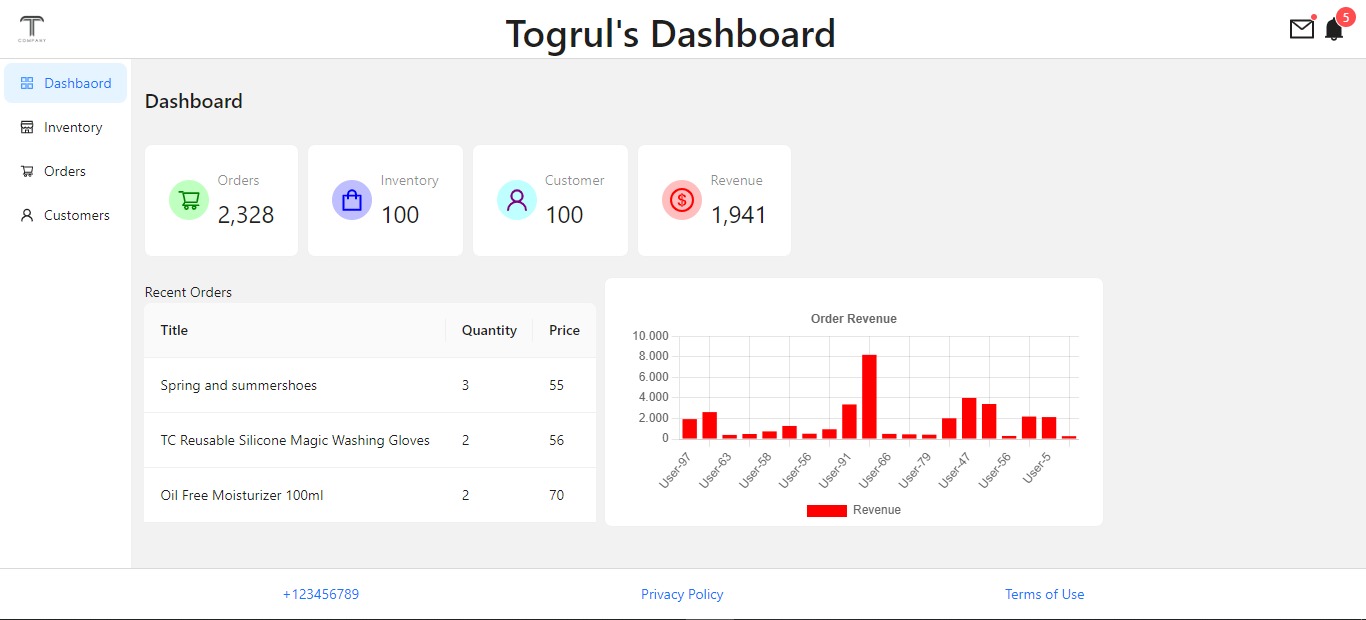 T
COMPANY
Togrul's Dashboard
5
Dashbaord
Inventory
Orders
Customers
Dashboard
Orders
2,328
Inventory
100
Customer
100
Revenue
$
1,941
Recent Orders
Title Quantity Price
Spring and summershoes 3 55
TC Reusable Silicone Magic Washing Gloves 2 56
Oil Free Moisturizer 100ml 2 70
Order Revenue
10.000
8.000
6.000
4.000
2.000
0
User-97 User-63 User-58 User-56 User-91 User-66 User-79 User-47 User-56 User-5
Revenue
+123456789 Privacy Policy Terms of Use